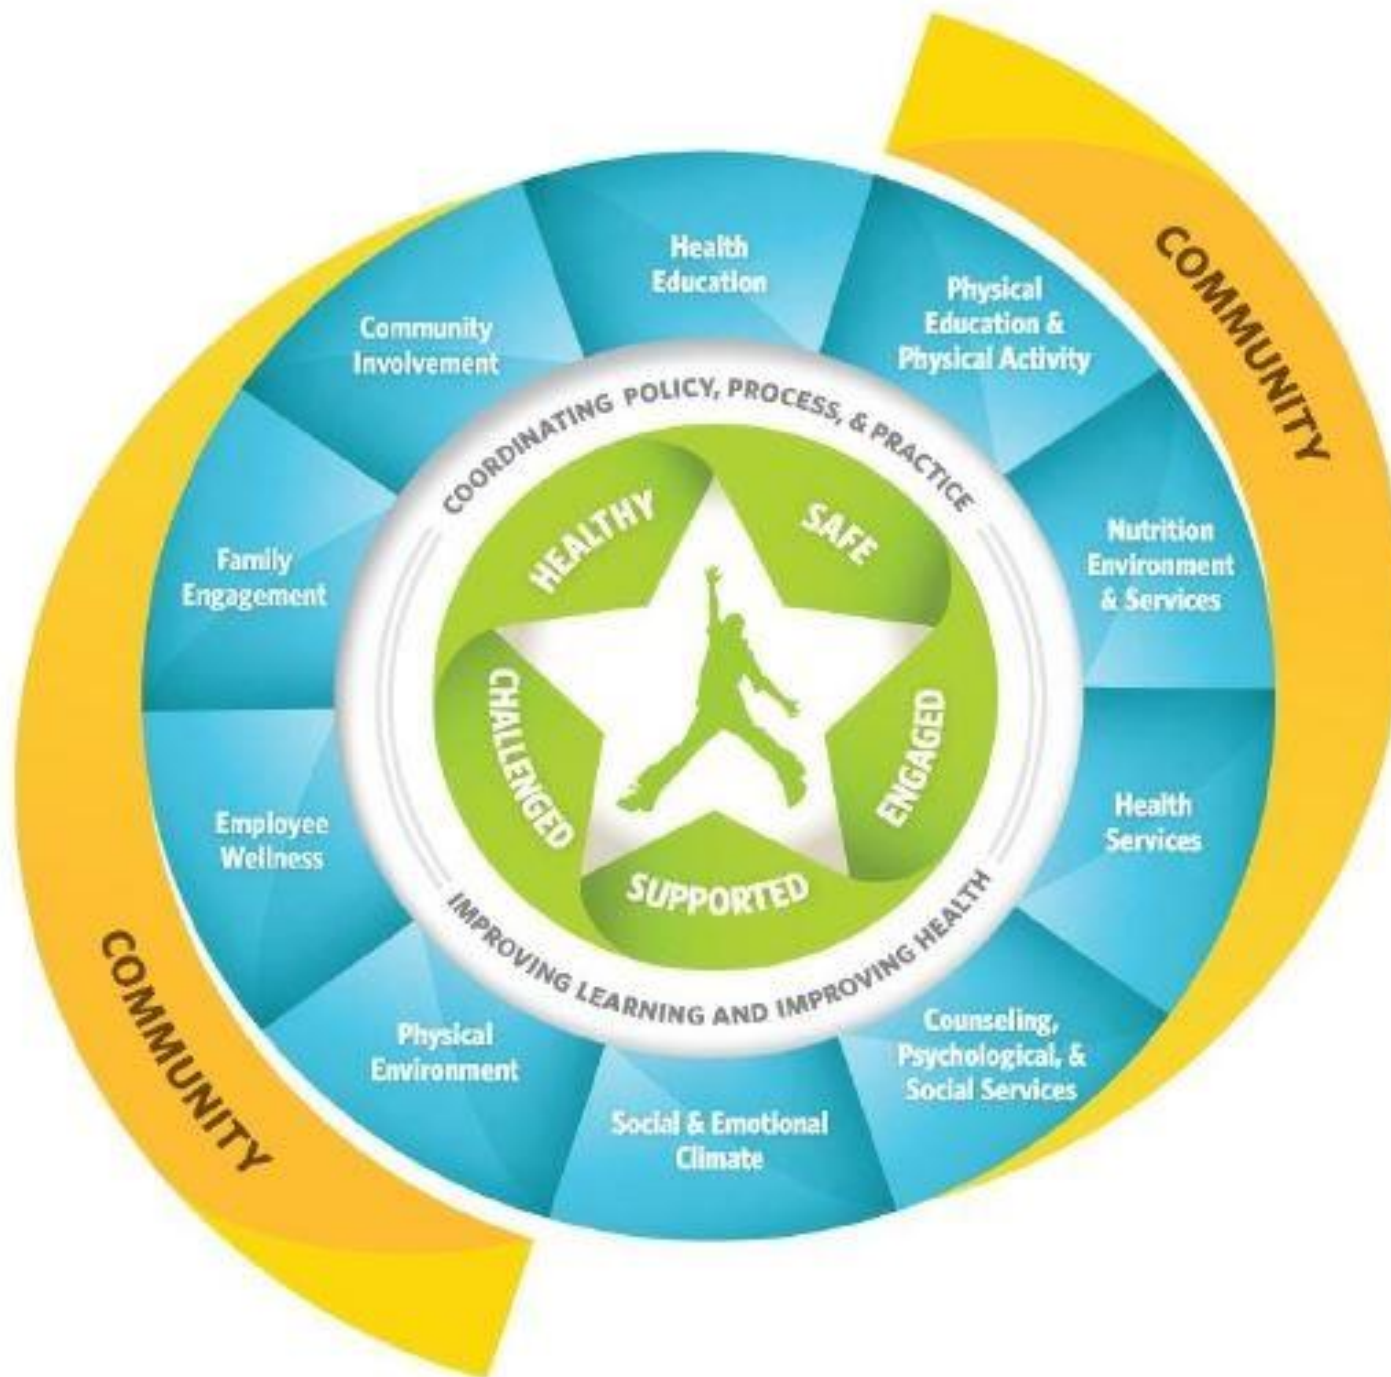 COMMUNITY
Health
Education
Physical
Education &
Physical Activity
Nutrition
Environment
& Services
Health
Services
Counseling,
Psychological, &
Social Services
Social & Emotional
Climate
Physical
Environment
Employee
Wellness
Family
Engagement
Community
Involvement
COORDINATING POLICY, PROCESS, & PRACTICE
IMPROVING LEARNING AND IMPROVING HEALTH
HEALTHY
SAFE
ENGAGED
SUPPORTED
CHALLENGED
COMMUNITY